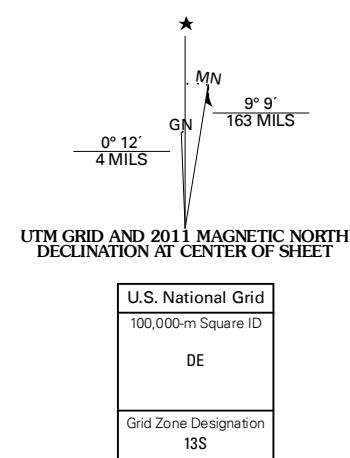 MN
9° 9′
163 MILS
GN
0° 12′
4 MILS
UTM GRID AND 2011 MAGNETIC NORTH
DECLINATION AT CENTER OF SHEET
U.S. National Grid
100,000-m Square ID
DE
Grid Zone Designation
13S